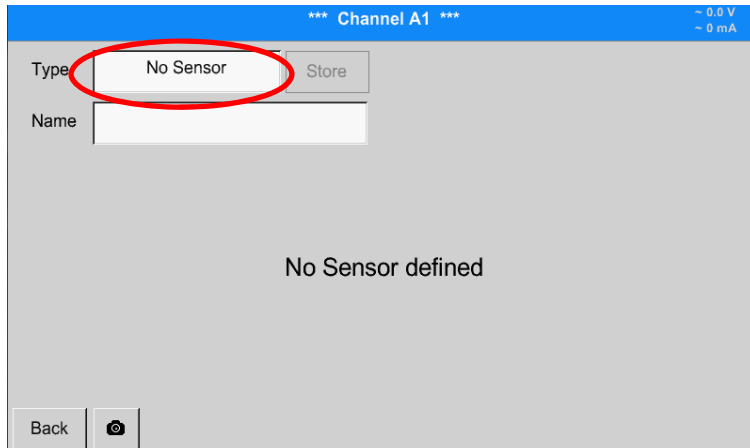 *** Channel A1 ***
~ 0.0 V
~ 0 mA
Type No Sensor Store
Name
No Sensor defined
Back